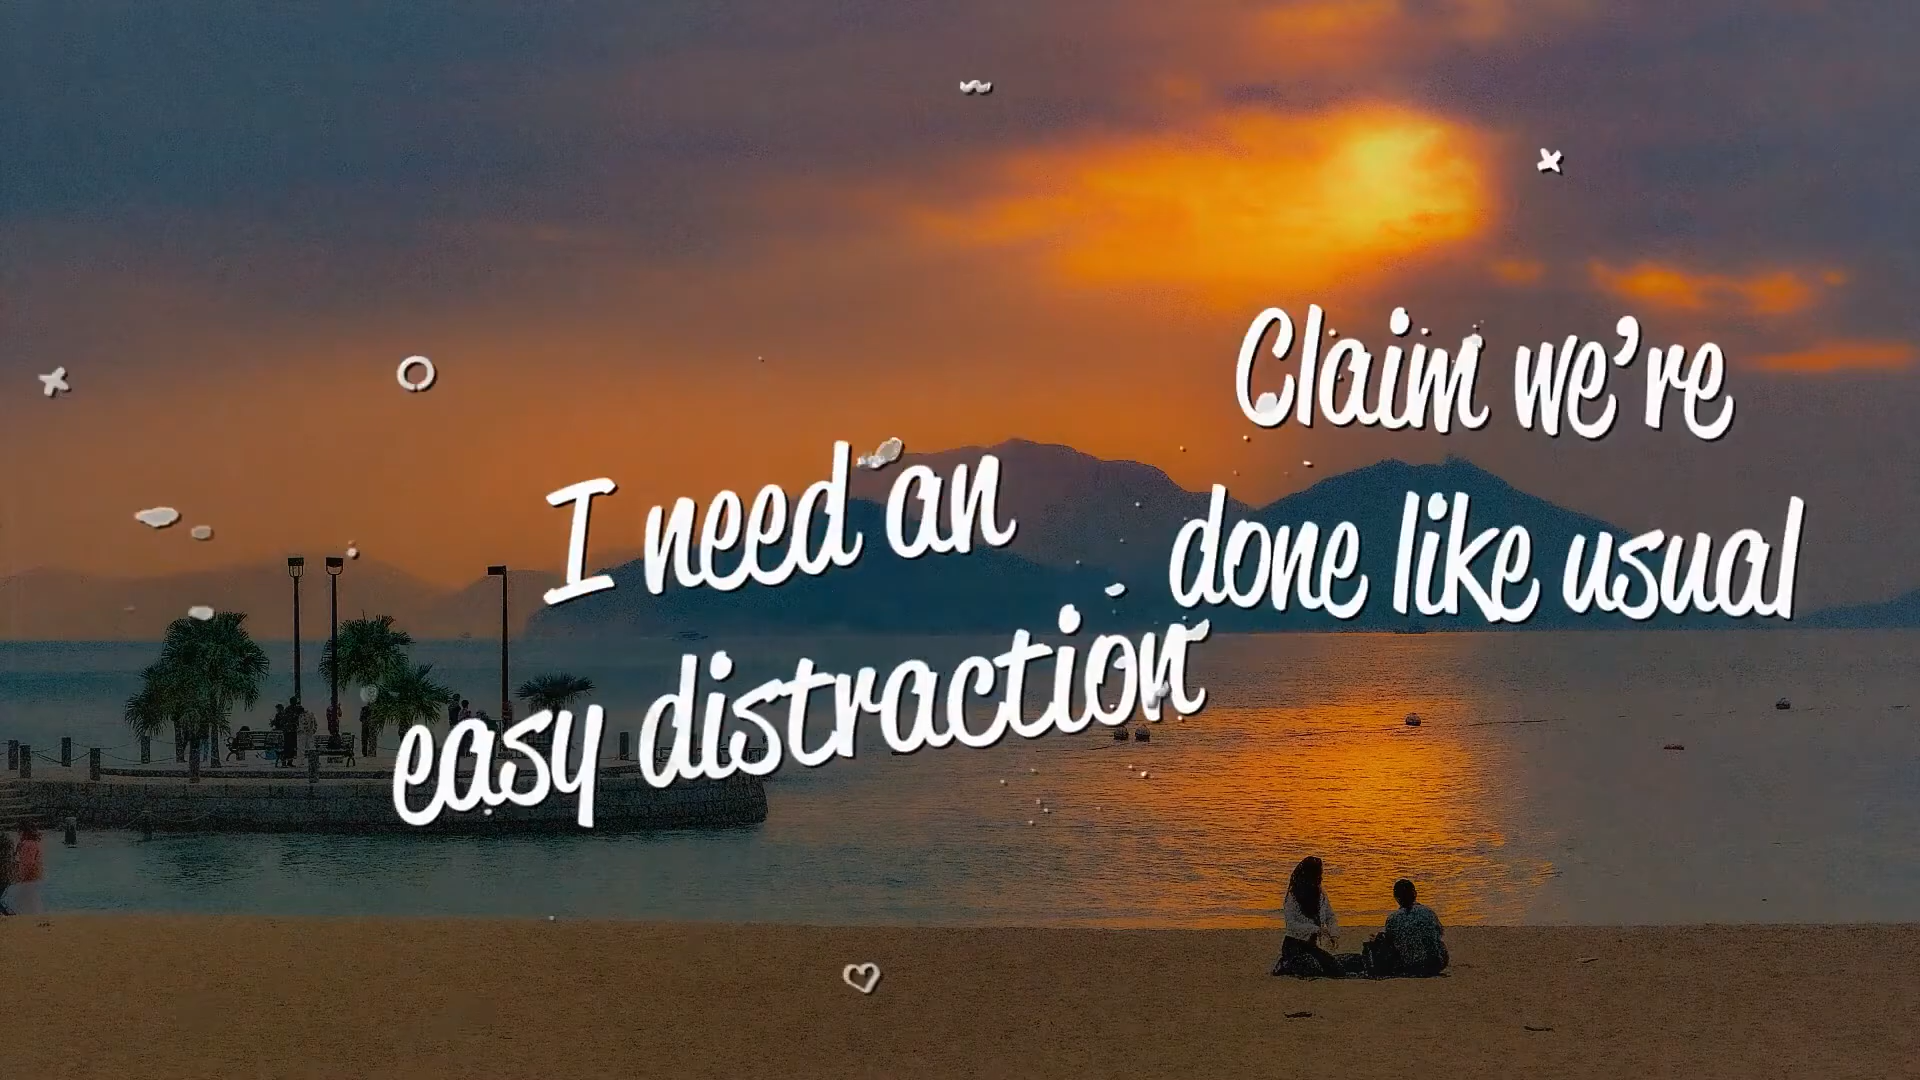 I need an
easy distraction
Claim we're
done like usual